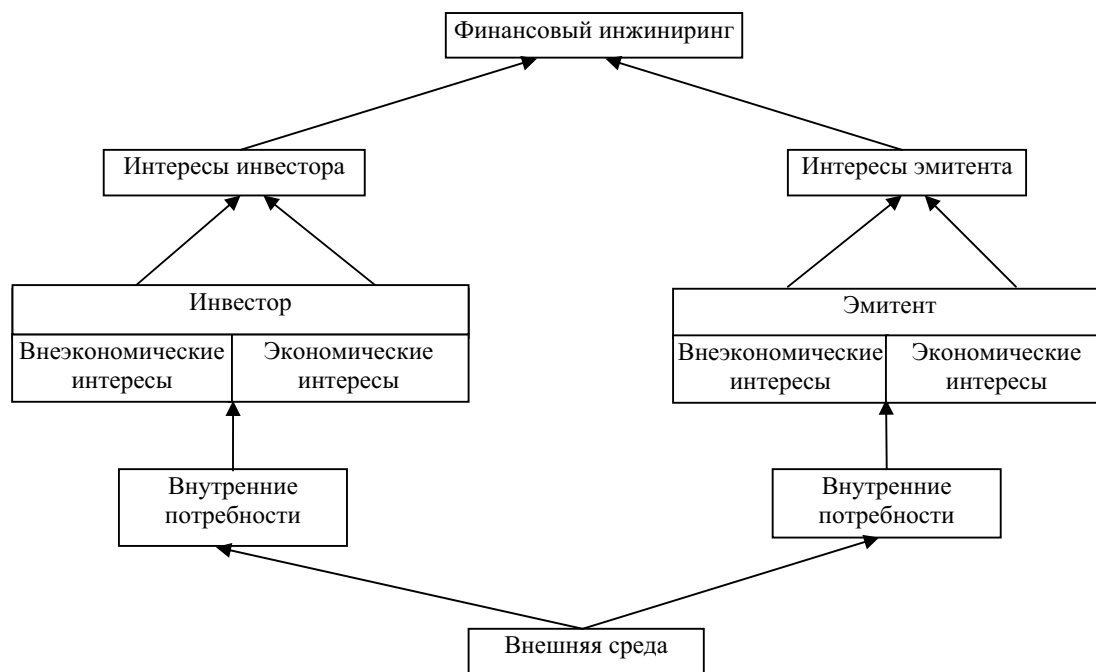 Финансовый инжиниринг
Интересы инвестора
Интересы эмитента
Инвестор
Внеэкономические
интересы
Экономические
интересы
Эмитент
Внеэкономические
интересы
Экономические
интересы
Внутренние
потребности
Внутренние
потребности
Внешняя среда